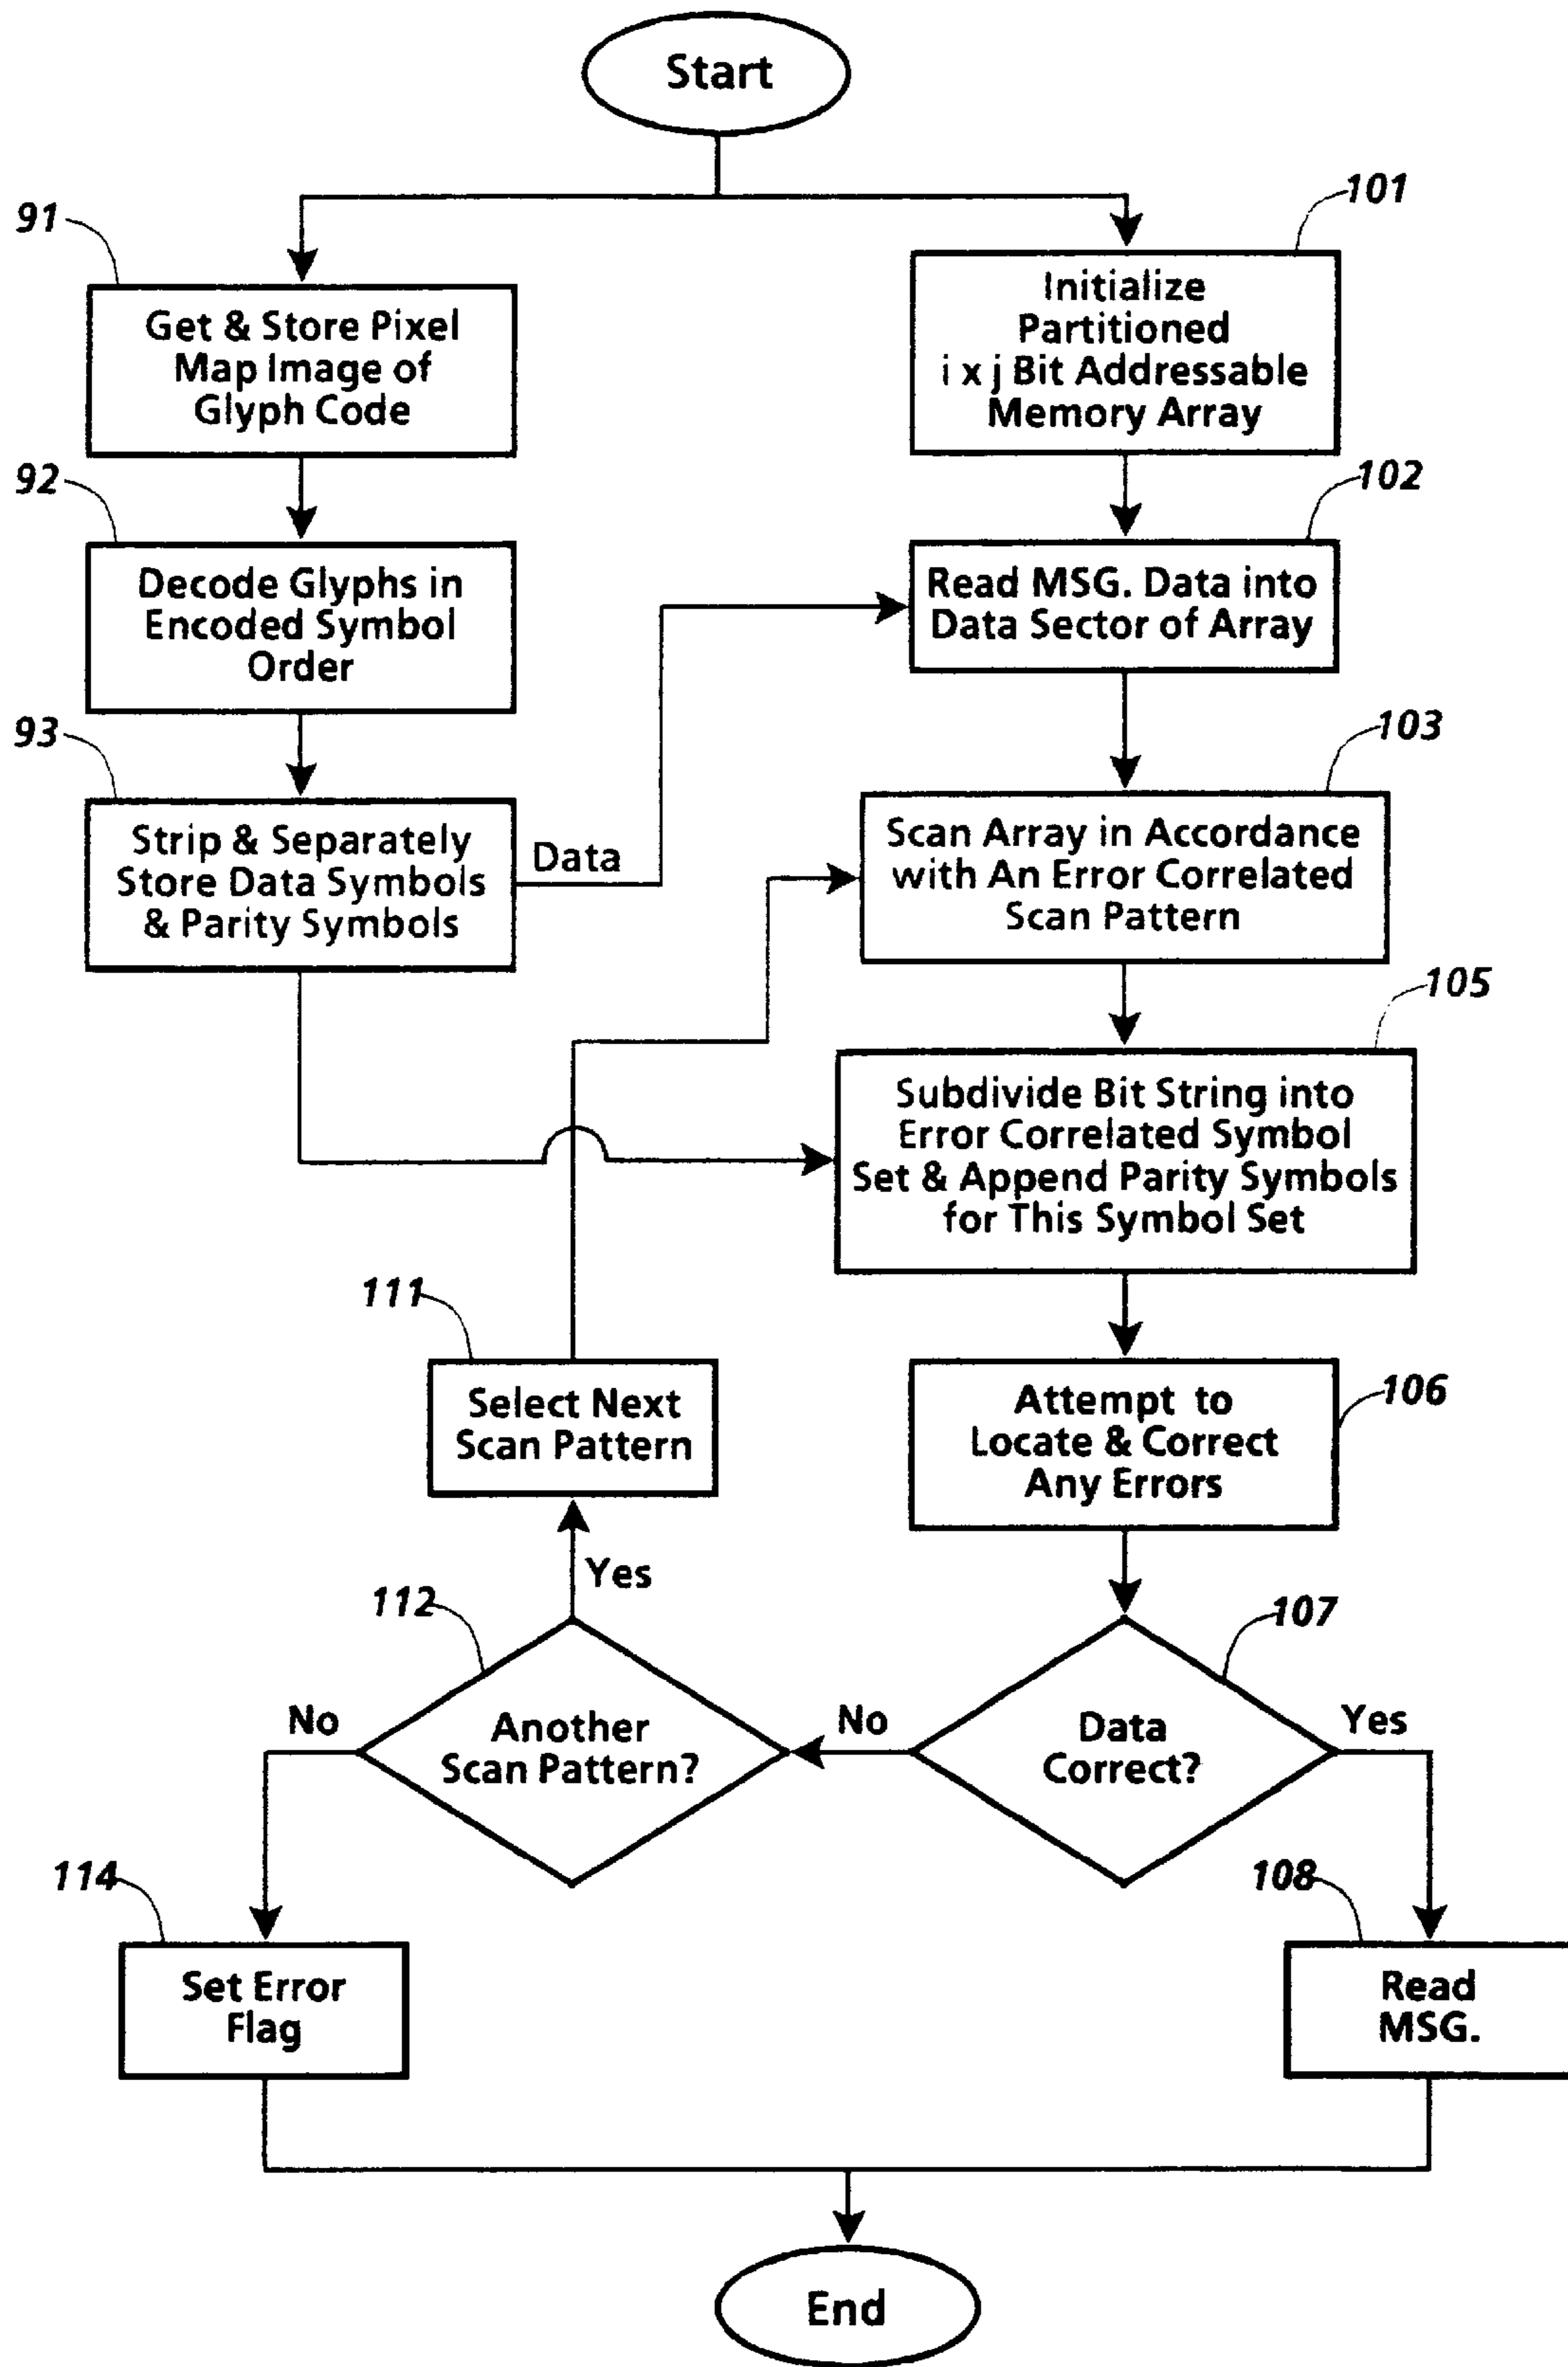 Start
91
101
Get & Store Pixel
Map Image of
Glyph Code
Initialize
Partitioned
i x j Bit Addressable
Memory Array
92
102
Decode Glyphs in
Encoded Symbol
Order
Read MSG. Data into
Data Sector of Array
93
103
Strip & Separately
Store Data Symbols
& Parity Symbols
Data
Scan Array in Accordance
with An Error Correlated
Scan Pattern
105
Subdivide Bit String into
Error Correlated Symbol
Set & Append Parity Symbols
for This Symbol Set
111
Select Next
Scan Pattern
106
Attempt to
Locate & Correct
Any Errors
Yes
112
107
No
Another
Scan Pattern?
No
Data
Correct?
Yes
114
108
Set Error
Flag
Read
MSG.
End